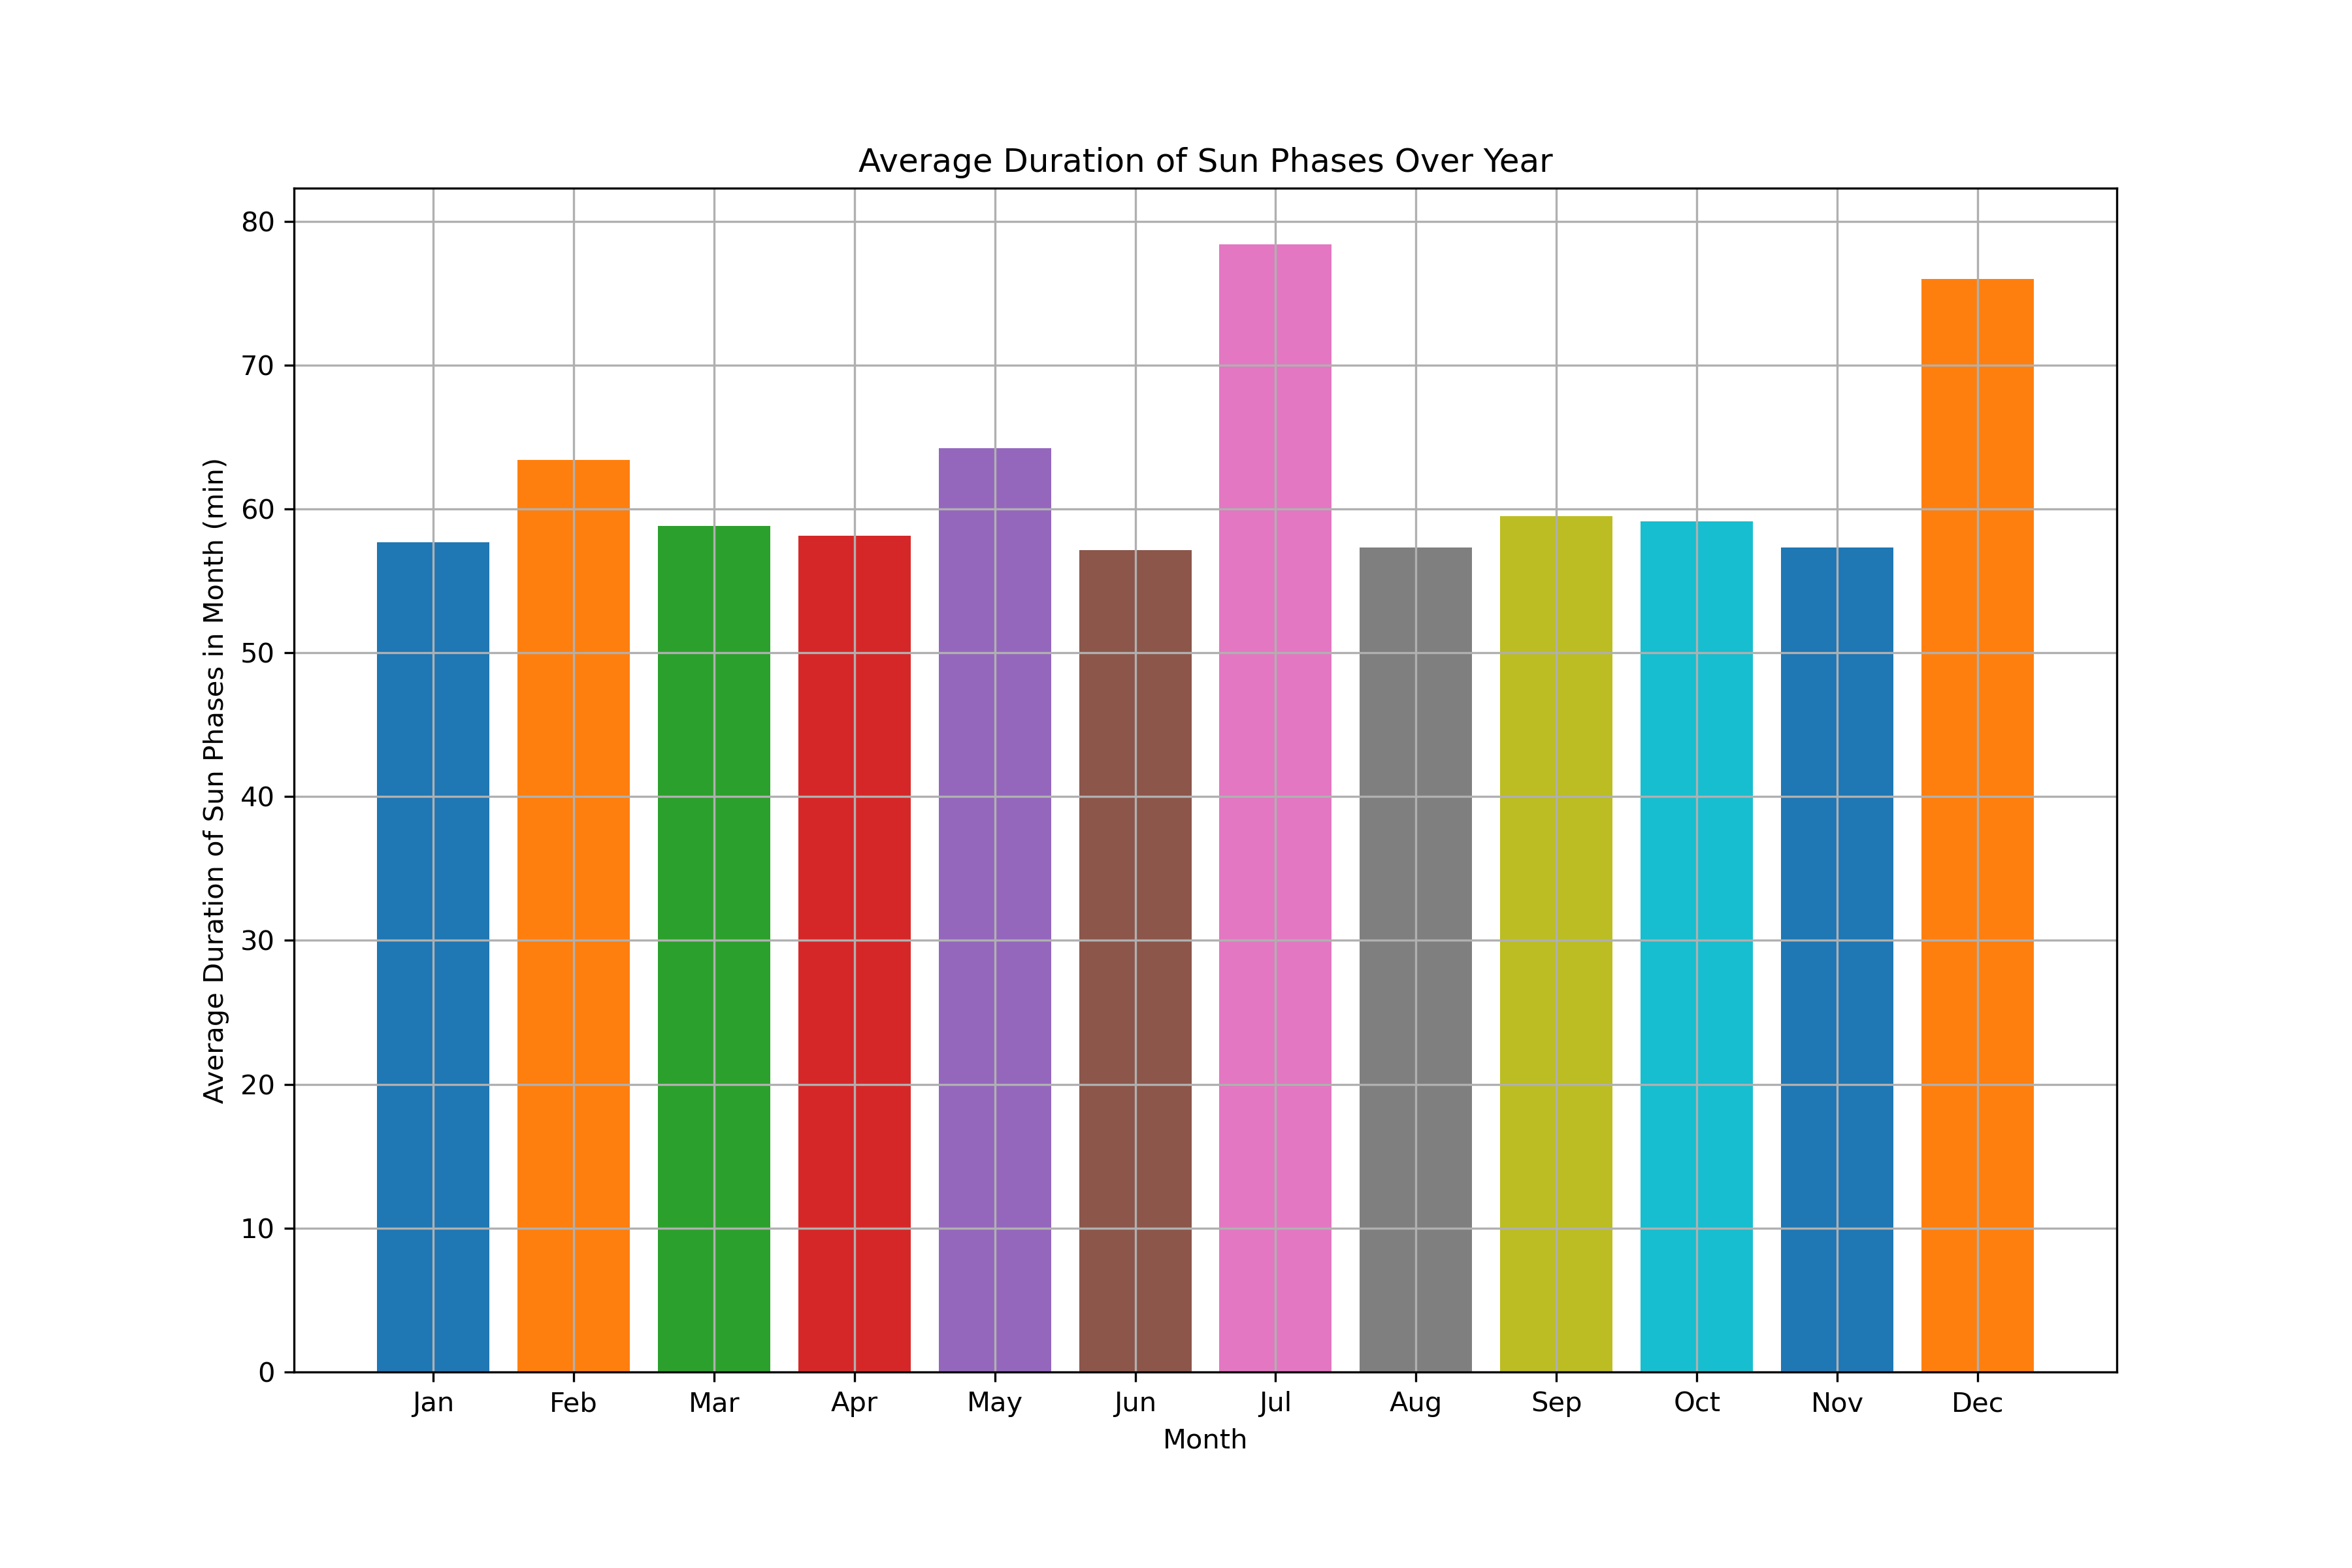 Average Duration of Sun Phases Over Year
Average Duration of Sun Phases in Month (min)
80
70
60
50
40
30
20
10
0
Jan Feb Mar Apr May Jun Jul Aug Sep Oct Nov Dec
Month